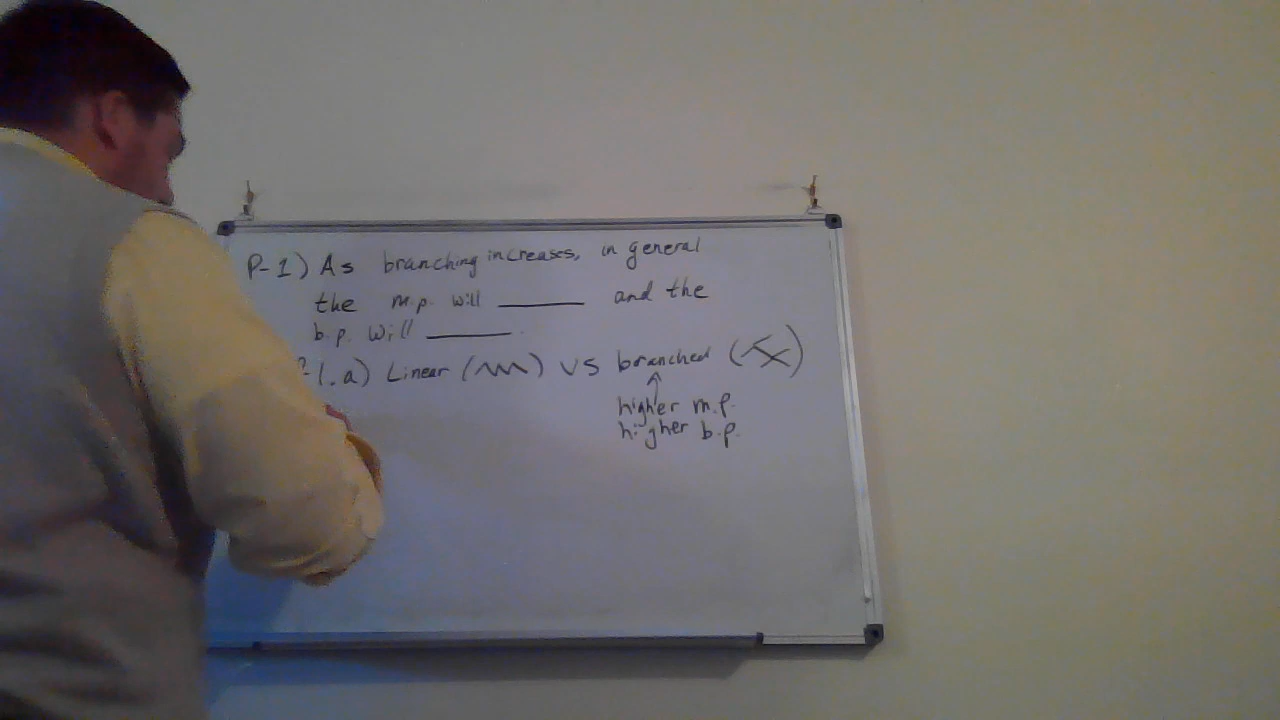 P-1) As branching increases, in general
the m.p. will ______ and the
b.p. will ______.
1.a) Linear ( ) vs branched ( )
higher m.p.
higher b.p.